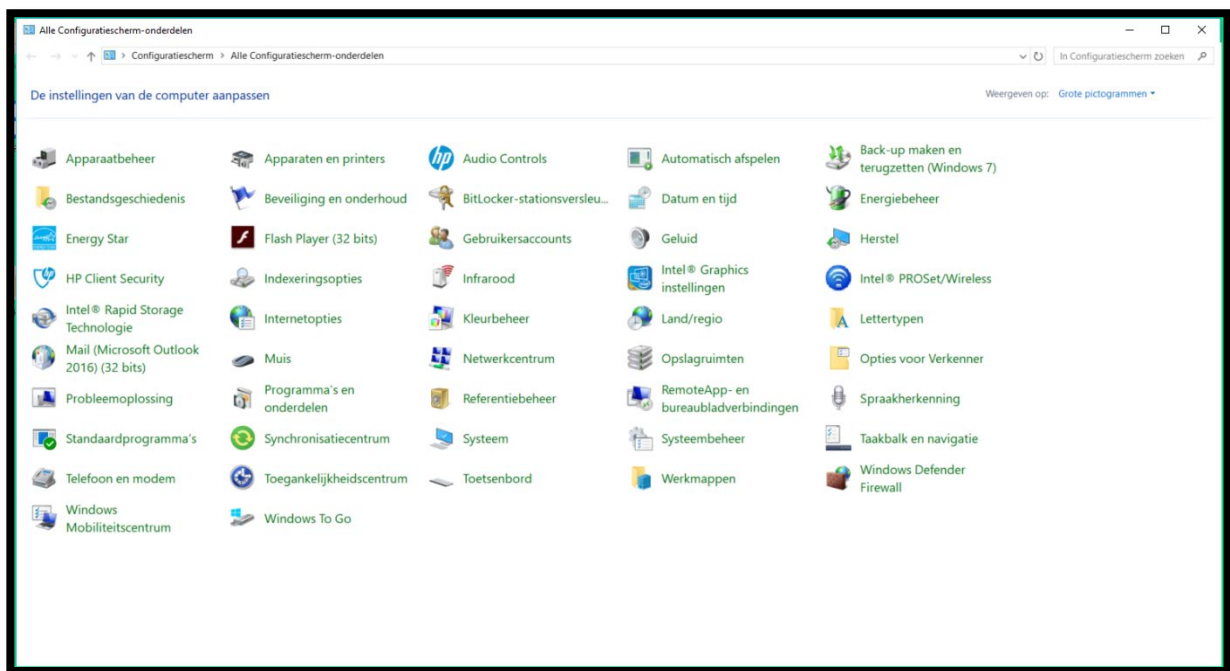 Alle Configuratiescherm-onderdelen
Configuratiescherm > Alle Configuratiescherm-onderdelen
In Configuratiescherm zoeken
De instellingen van de computer aanpassen
Weergeven op: Grote pictogrammen
Apparaatbeheer
Apparaten en printers
hp
Audio Controls
Automatisch afspelen
Back-up maken en
terugzetten (Windows 7)
Bestandsgeschiedenis
Beveiliging en onderhoud
BitLocker-stationsversleu...
Datum en tijd
Energiebeheer
Energy Star
Flash Player (32 bits)
Gebruikersaccounts
Geluid
Herstel
HP Client Security
Indexeringsopties
Infrarood
Intel® Graphics
instellingen
Intel® PROSet/Wireless
Intel® Rapid Storage
Technologie
Internetopties
Kleurbeheer
Land/regio
Lettertypen
Mail (Microsoft Outlook
2016) (32 bits)
Muis
Netwerkcentrum
Opslagruimten
Opties voor Verkenner
Probleemoplossing
Programma's en
onderdelen
Referentiebeheer
RemoteApp- en
bureaubladverbindingen
Spraakherkenning
Standaardprogramma's
Synchronisatiecentrum
Systeem
Systeembeheer
Taakbalk en navigatie
Telefoon en modem
Toegankelijkheidscentrum
Toetsenbord
Werkmappen
Windows Defender
Firewall
Windows
Mobiliteitscentrum
Windows To Go